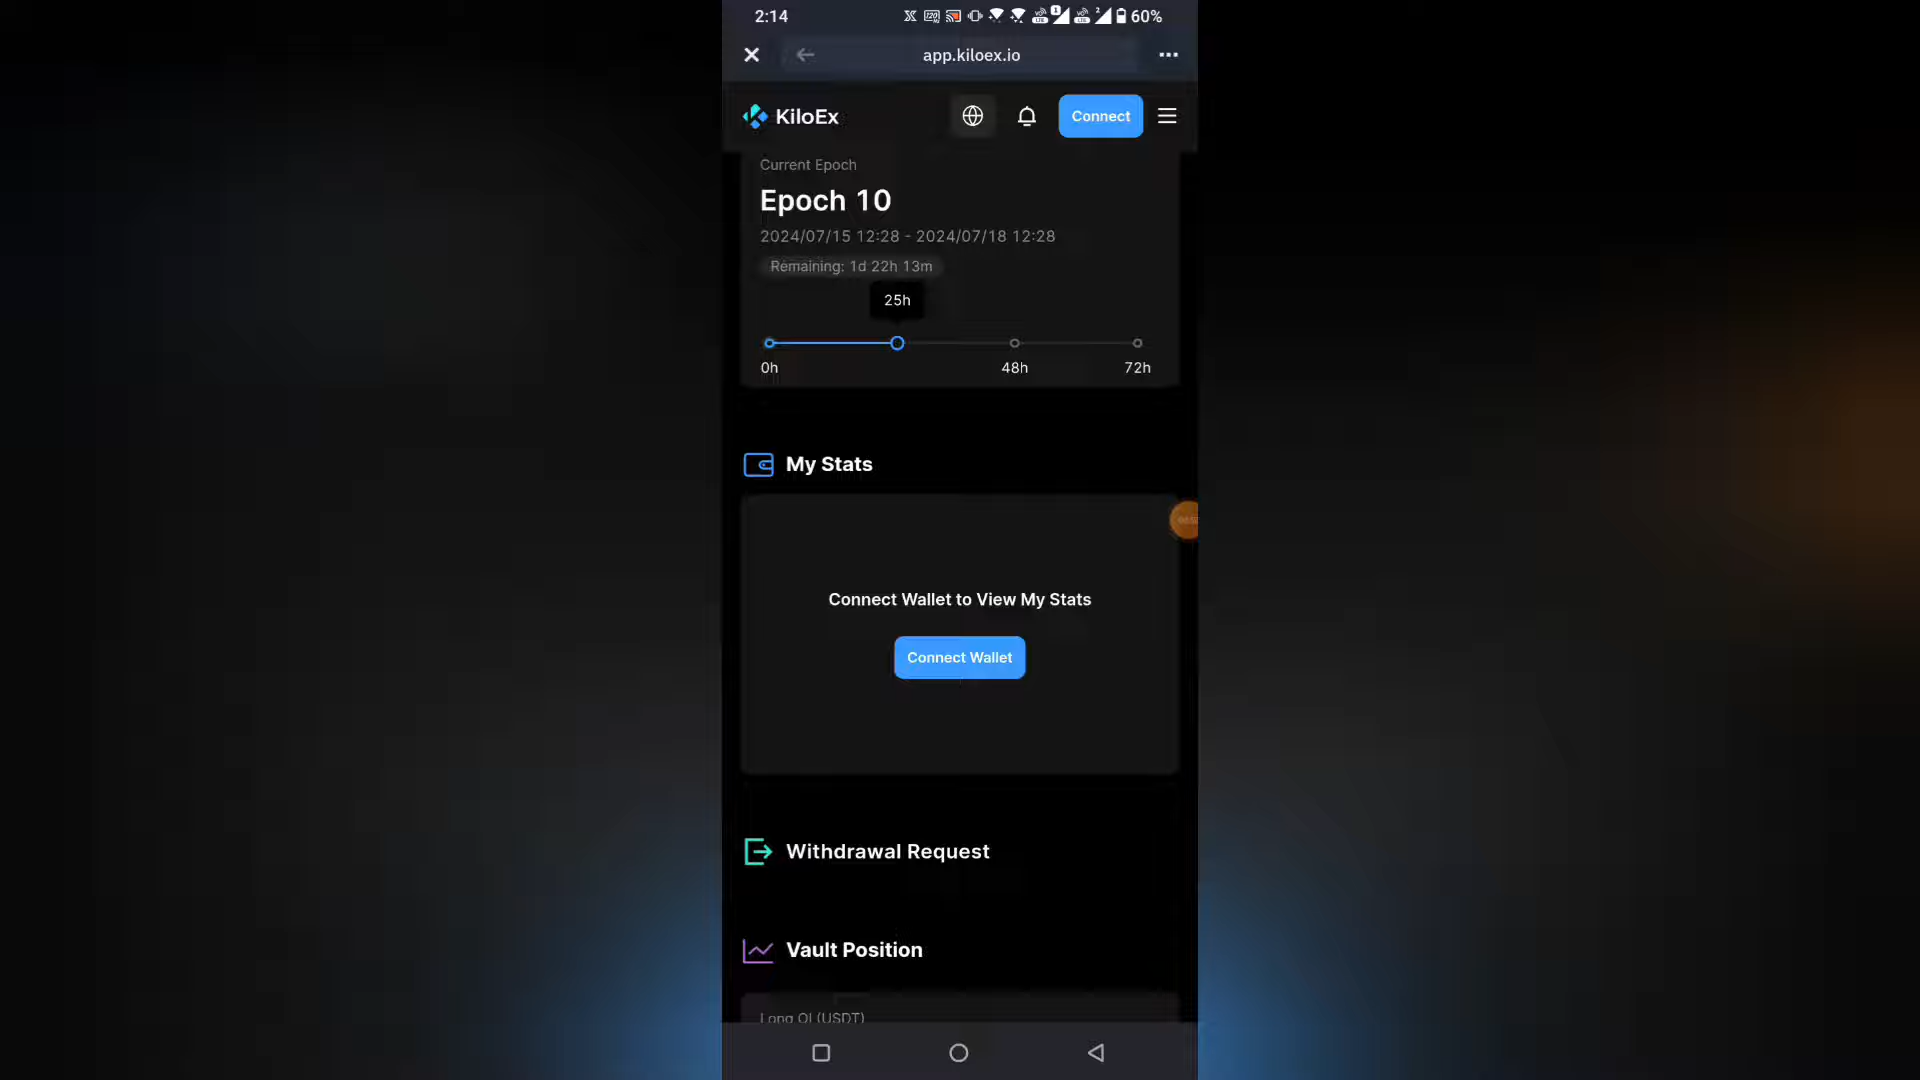 2:14
60%
app.kiloex.io
KiloEx
Connect
Current Epoch
Epoch 10
2024/07/15 12:28 - 2024/07/18 12:28
Remaining: 1d 22h 13m
25h
0h
48h
72h
My Stats
Connect Wallet to View My Stats
Connect Wallet
Withdrawal Request
Vault Position
Long OI (USDT)